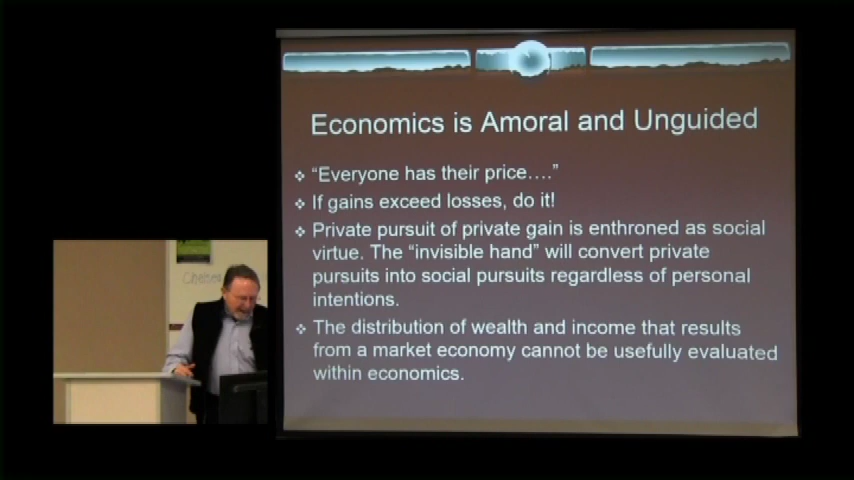 Economics is Amoral and Unguided
❖ “Everyone has their price….”
❖ If gains exceed losses, do it!
❖ Private pursuit of private gain is enthroned as social
virtue. The “invisible hand” will convert private
pursuits into social pursuits regardless of personal
intentions.
❖ The distribution of wealth and income that results
from a market economy cannot be usefully evaluated
within economics.